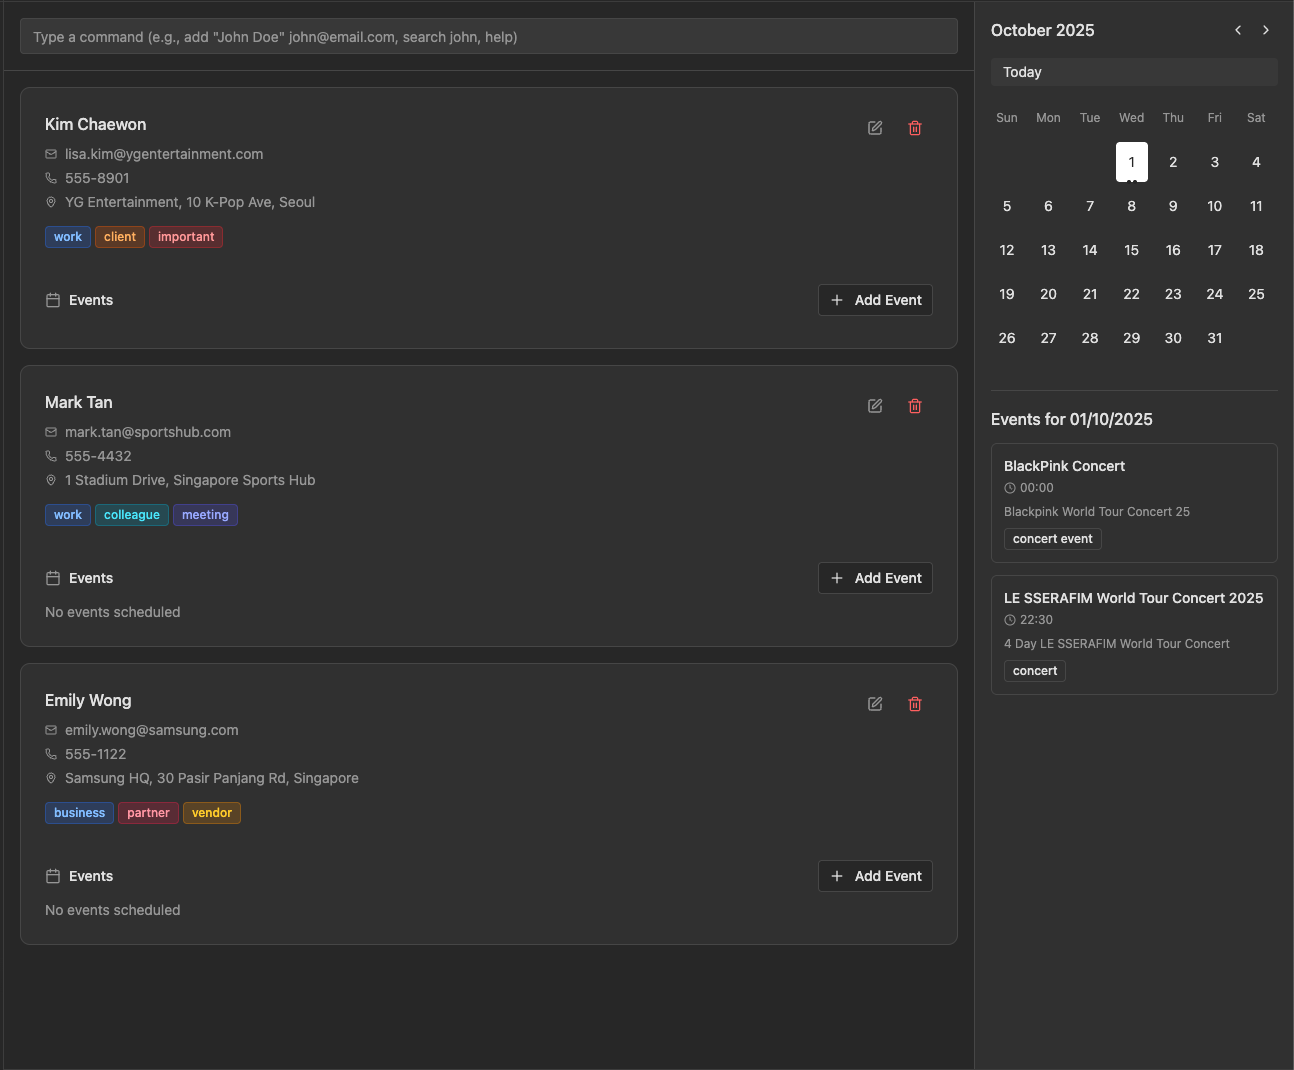 Type a command (e.g., add "John Doe" john@email.com, search john, help)
Kim Chaewon
lisa.kim@ygentertainment.com
555-8901
YG Entertainment, 10 K-Pop Ave, Seoul
work client important
Events
Add Event
Mark Tan
mark.tan@sportshub.com
555-4432
1 Stadium Drive, Singapore Sports Hub
work colleague meeting
Events
Add Event
No events scheduled
Emily Wong
emily.wong@samsung.com
555-1122
Samsung HQ, 30 Pasir Panjang Rd, Singapore
business partner vendor
Events
Add Event
No events scheduled
October 2025
Today
Sun Mon Tue Wed Thu Fri Sat
1 2 3 4
5 6 7 8 9 10 11
12 13 14 15 16 17 18
19 20 21 22 23 24 25
26 27 28 29 30 31
Events for 01/10/2025
BlackPink Concert
00:00
Blackpink World Tour Concert 25
concert event
LE SSERAFIM World Tour Concert 2025
22:30
4 Day LE SSERAFIM World Tour Concert
concert